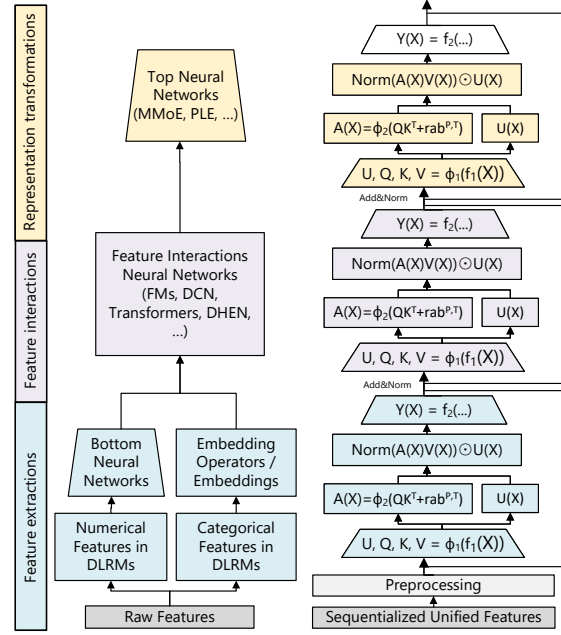 Representation transformations
Feature interactions
Feature extractions
Top Neural
Networks
(MMoE, PLE, ...)
Feature Interactions
Neural Networks
(FMs, DCN,
Transformers, DHEN,
...)
Bottom
Neural
Networks
Embedding
Operators /
Embeddings
Numerical
Features in
DLRMs
Categorical
Features in
DLRMs
Raw Features
Y(X) = f₂(...)
Norm(A(X)V(X))⊙U(X)
A(X)=ϕ₂(QKᵀ+rabᴾ,ᵀ)
U(X)
U, Q, K, V = ϕ₁(f₁(X))
Add&Norm
Y(X) = f₂(...)
Norm(A(X)V(X))⊙U(X)
A(X)=ϕ₂(QKᵀ+rabᴾ,ᵀ)
U(X)
U, Q, K, V = ϕ₁(f₁(X))
Add&Norm
Y(X) = f₂(...)
Norm(A(X)V(X))⊙U(X)
A(X)=ϕ₂(QKᵀ+rabᴾ,ᵀ)
U(X)
U, Q, K, V = ϕ₁(f₁(X))
Preprocessing
Sequentialized Unified Features